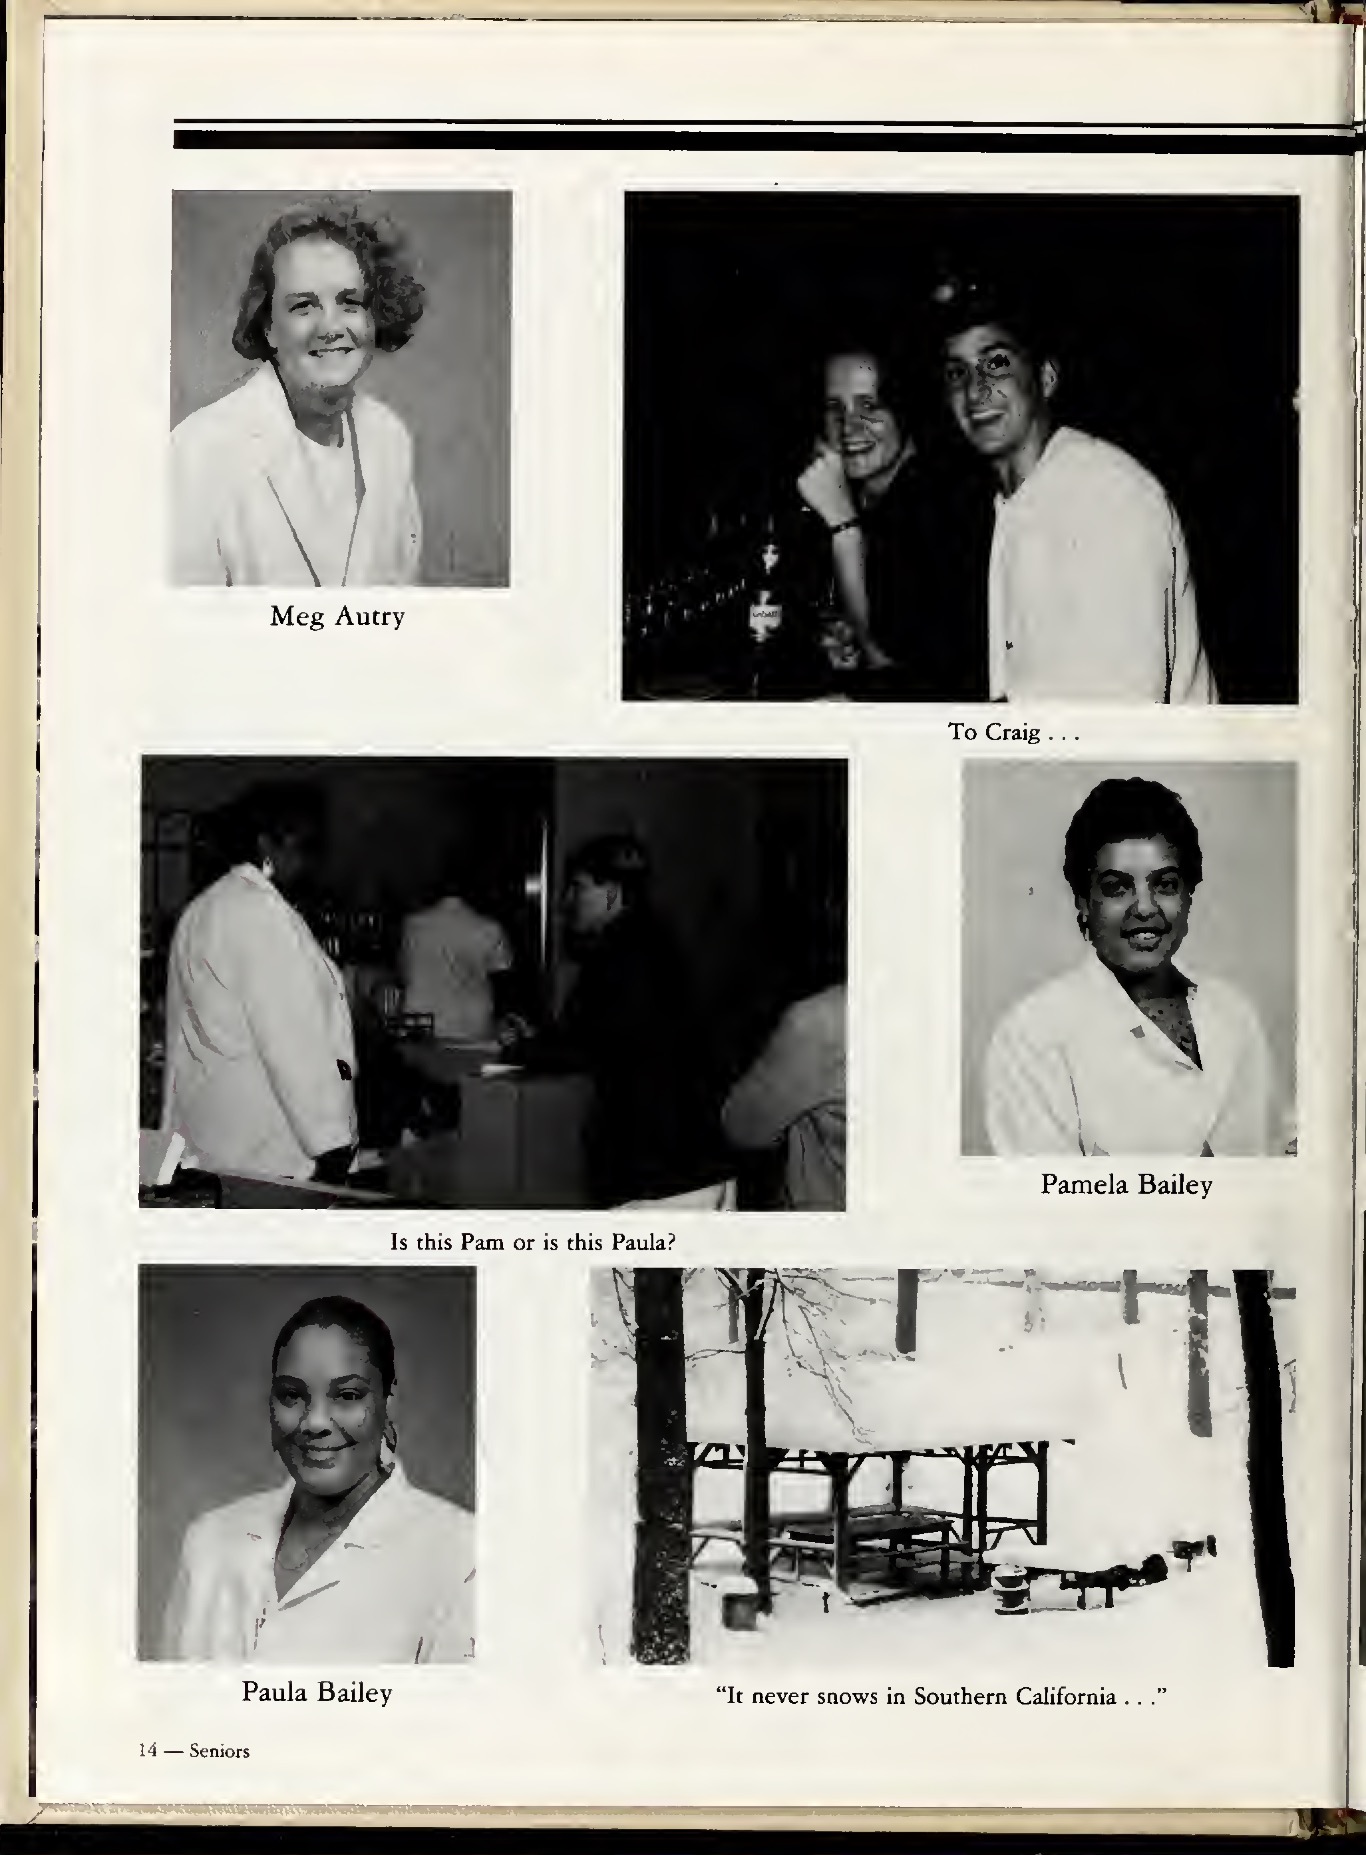 Meg Autry
To Craig . . .
Is this Pam or is this Paula?
Pamela Bailey
Paula Bailey
“It never snows in Southern California . . .”
14 — Seniors